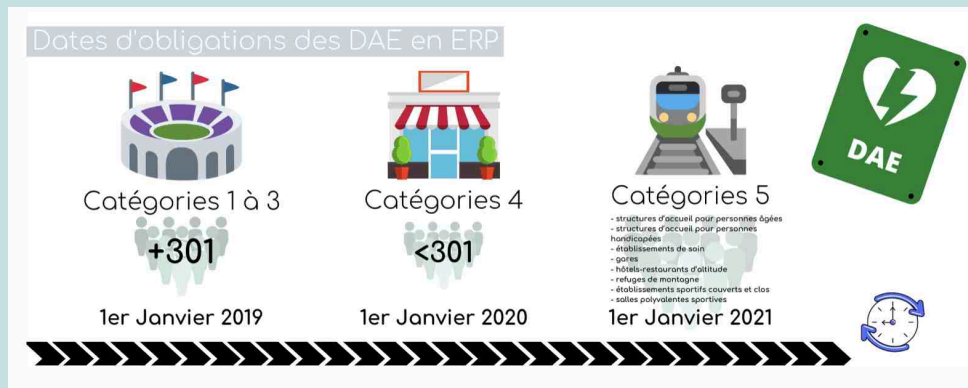 Dates d'obligations des DAE en ERP
DAE
Catégories 1 à 3
+301
1er Janvier 2019
Catégories 4
<301
1er Janvier 2020
Catégories 5
- structures d'accueil pour personnes âgées
- structures d'accueil pour personnes
handicapées
- établissements de soin
- gares
- hôtels-restaurants d'altitude
- refuges de montagne
- établissements sportifs couverts et clos
- salles polyvalentes sportives
1er Janvier 2021